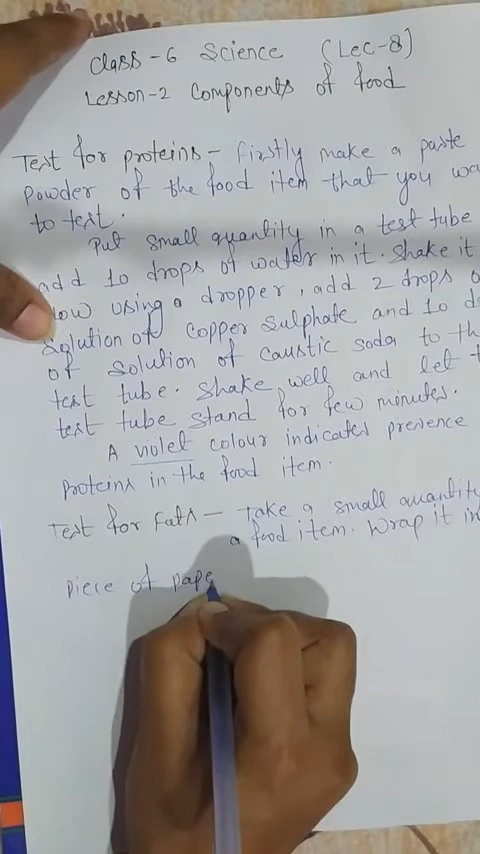 Class-6 Science (Lec-8)
Lesson-2 Components of food
Test for proteins - Firstly make a paste
Powder of the food item that you wa
to test.
Put small quantity in a test tube
add 10 drops of water in it. Shake it
Now using a dropper, add 2 drops o
Solution of Copper Sulphate and 10 d
of solution of caustic soda to th
test tube. Shake well and let t
test tube stand for few minutes.
A violet colour indicates presence
Proteins in the food item.
Test for Fats - Take a small quantity
a food item. Wrap it in
piece of pape